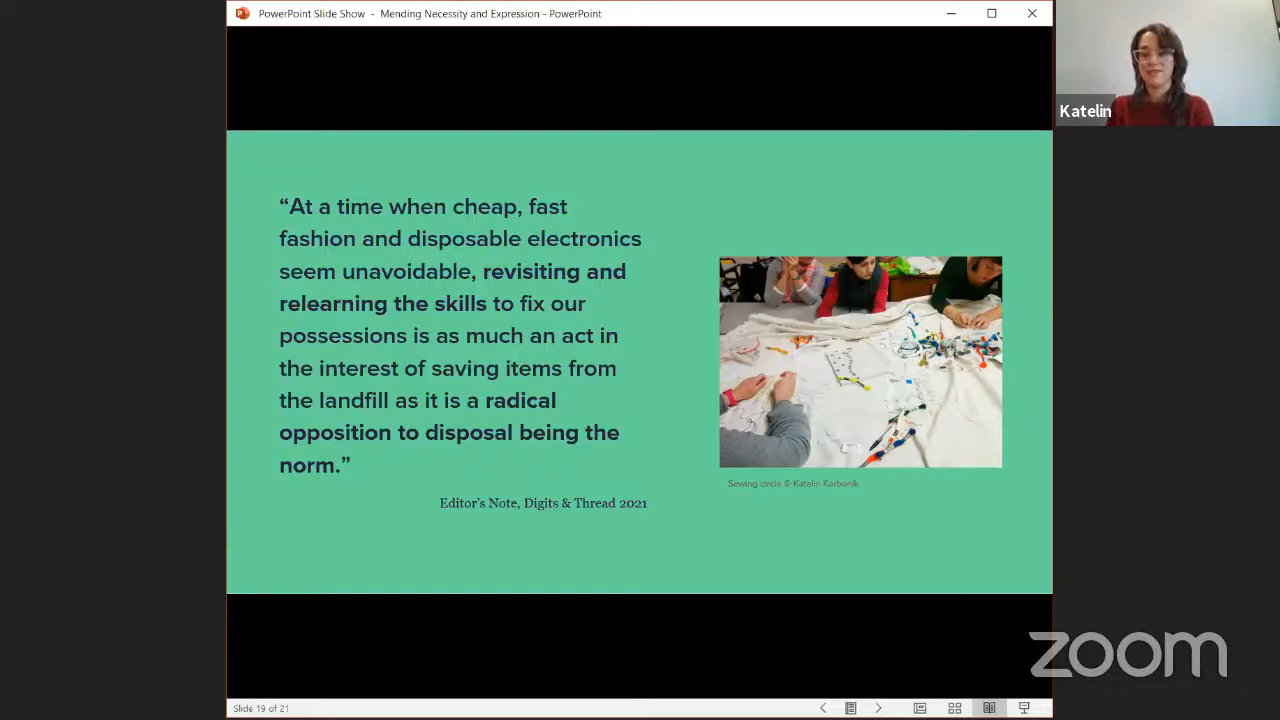 PowerPoint Slide Show - Mending Necessity and Expression - PowerPoint
Katelin
“At a time when cheap, fast
fashion and disposable electronics
seem unavoidable, revisiting and
relearning the skills to fix our
possessions is as much an act in
the interest of saving items from
the landfill as it is a radical
opposition to disposal being the
norm.”
Editor’s Note, Digits & Thread 2021
Sewing circle © Katelin Karbonik
zoom
Slide 19 of 21